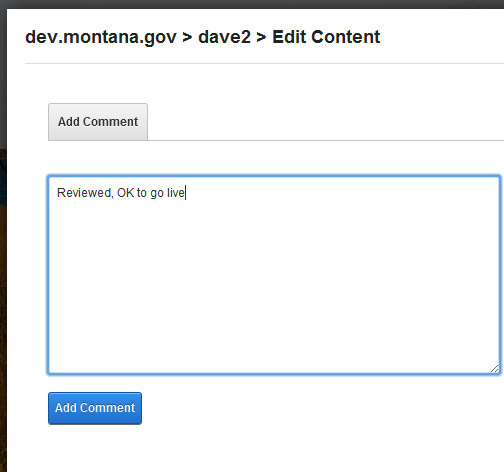 dev.montana.gov > dave2 > Edit Content
Add Comment
Reviewed, OK to go live
Add Comment